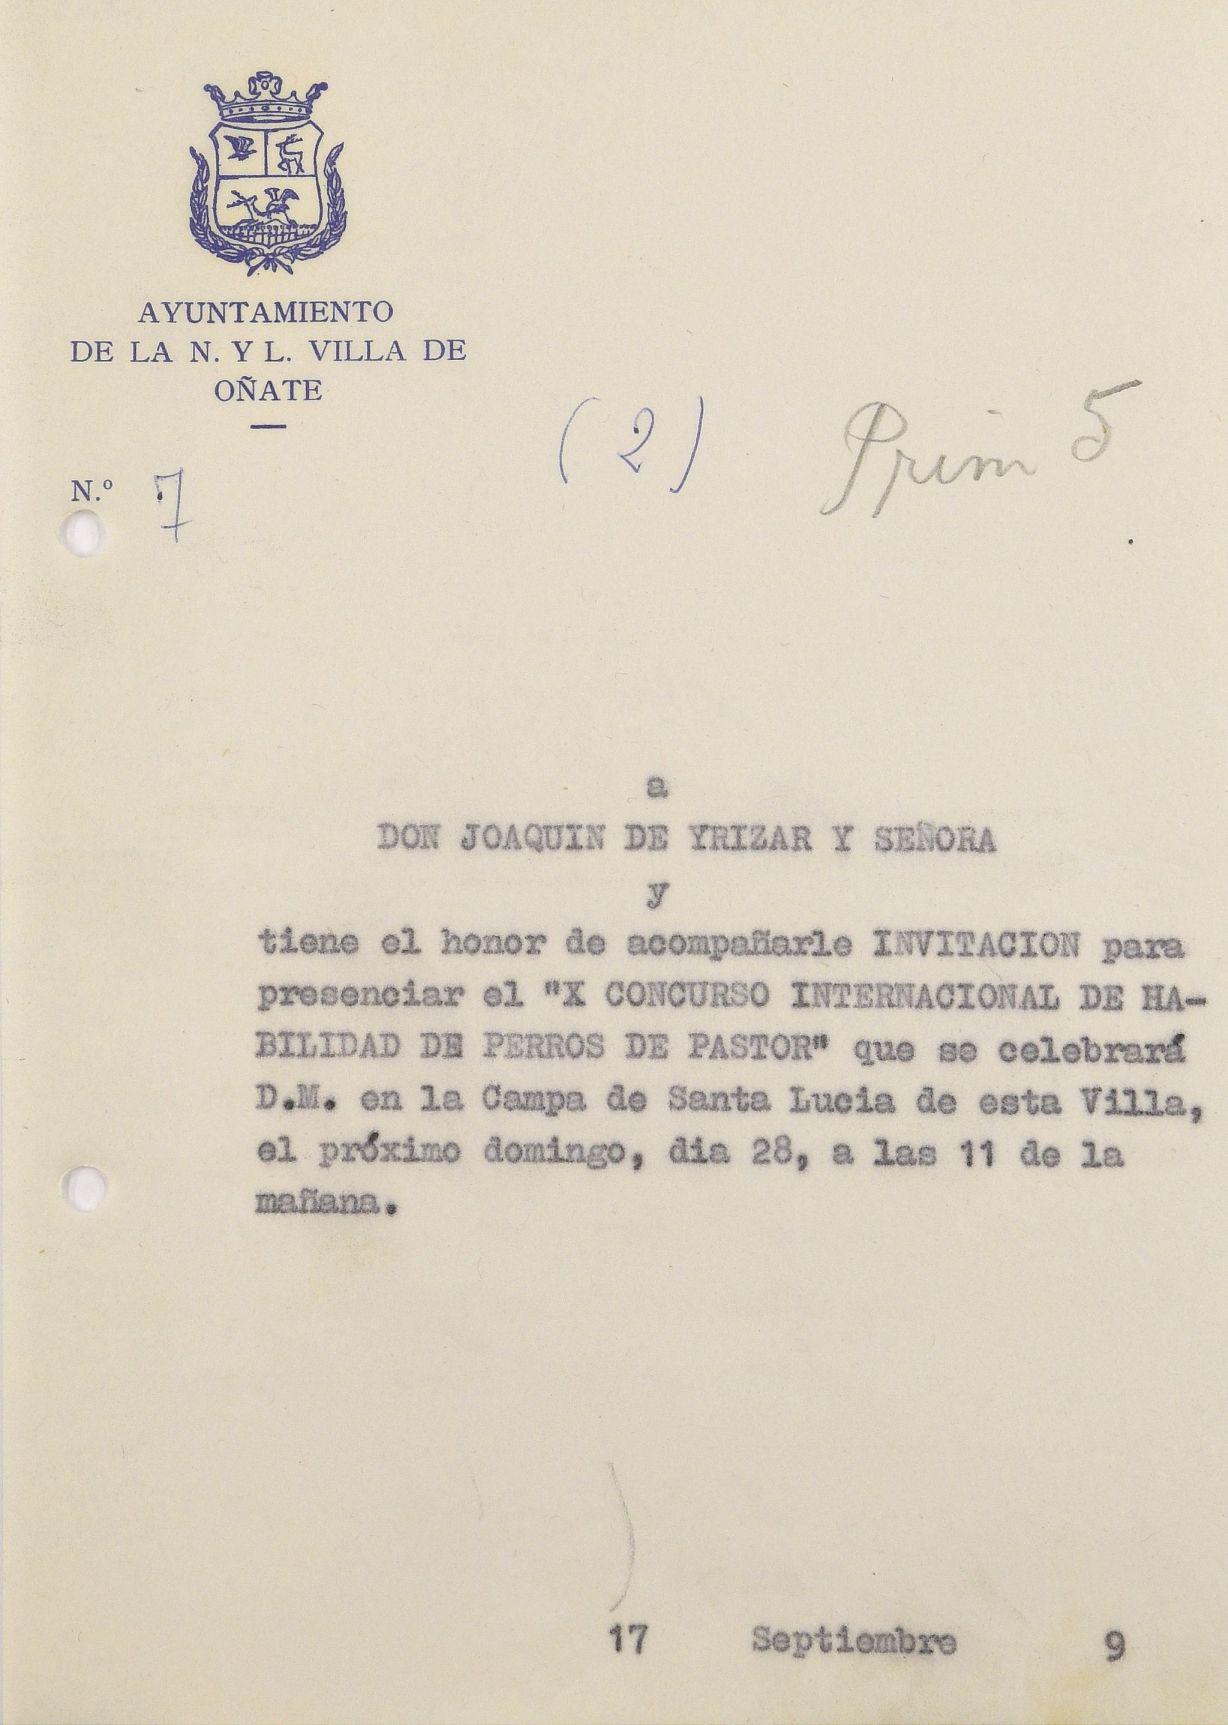 AYUNTAMIENTO
DE LA N. Y L. VILLA DE
OÑATE
(2) Prim 5
N.º 7
a
DON JOAQUIN DE YRIZAR Y SEÑORA
y
tiene el honor de acompañarle INVITACION para
presenciar el "X CONCURSO INTERNACIONAL DE HA-
BILIDAD DE PERROS DE PASTOR" que se celebrará
D.M. en la Campa de Santa Lucia de esta Villa,
el próximo domingo, dia 28, a las 11 de la
mañana.
17 Septiembre 9